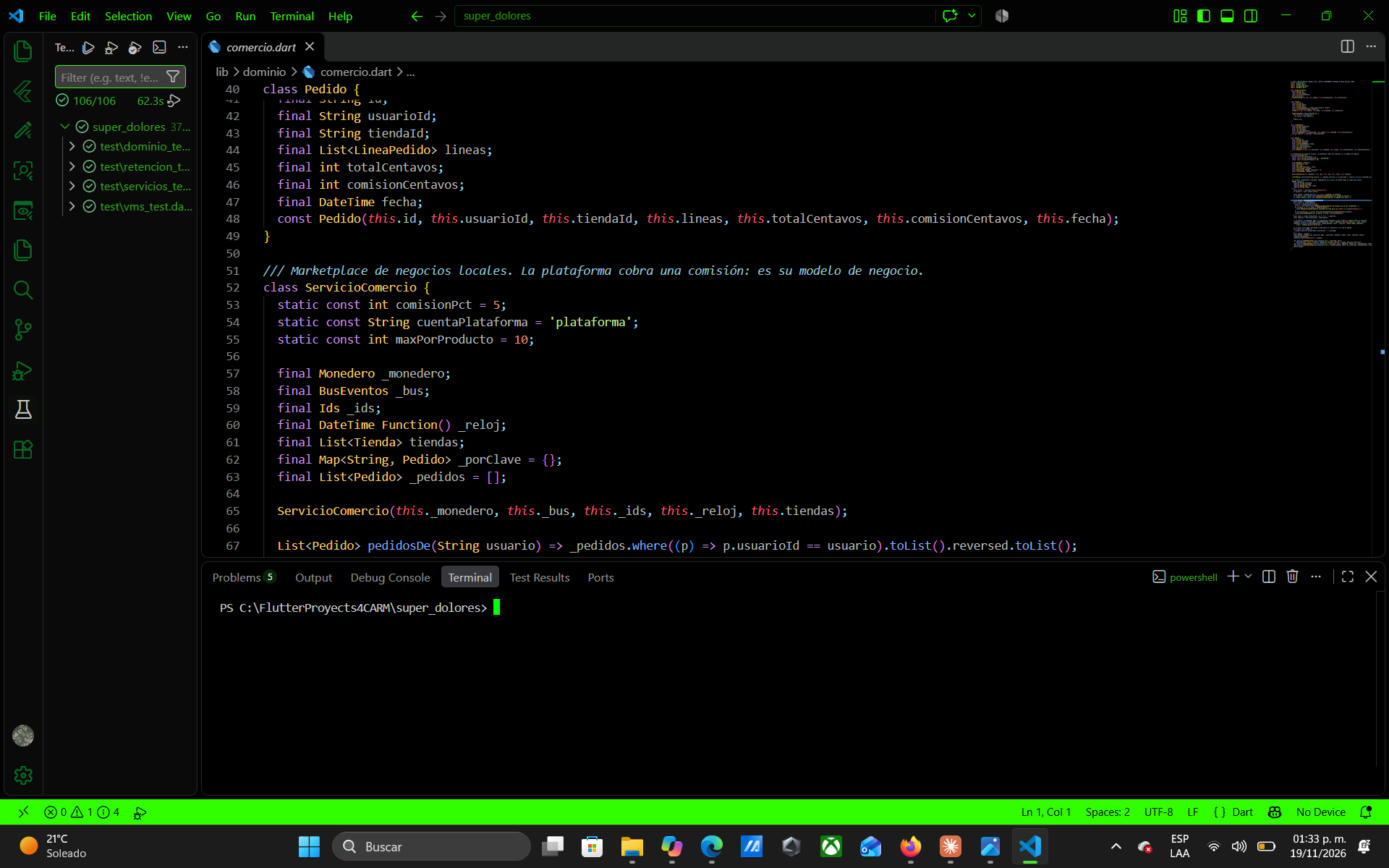 File Edit Selection View Go Run Terminal Help
super_dolores
Te...
Filter (e.g. text, !e...
106/106 62.3s
super_dolores 37...
test\dominio_te...
test\retencion_t...
test\servicios_te...
test\vms_test.da...
comercio.dart
lib > dominio > comercio.dart > ...
40 class Pedido {
41 final String id;
42 final String usuarioId;
43 final String tiendaId;
44 final List<LineaPedido> lineas;
45 final int totalCentavos;
46 final int comisionCentavos;
47 final DateTime fecha;
48 const Pedido(this.id, this.usuarioId, this.tiendaId, this.lineas, this.totalCentavos, this.comisionCentavos, this.fecha);
49 }
50
51 /// Marketplace de negocios locales. La plataforma cobra una comisión: es su modelo de negocio.
52 class ServicioComercio {
53 static const int comisionPct = 5;
54 static const String cuentaPlataforma = 'plataforma';
55 static const int maxPorProducto = 10;
56
57 final Monedero _monedero;
58 final BusEventos _bus;
59 final Ids _ids;
60 final DateTime Function() _reloj;
61 final List<Tienda> tiendas;
62 final Map<String, Pedido> _porClave = {};
63 final List<Pedido> _pedidos = [];
64
65 ServicioComercio(this._monedero, this._bus, this._ids, this._reloj, this.tiendas);
66
67 List<Pedido> pedidosDe(String usuario) => _pedidos.where((p) => p.usuarioId == usuario).toList().reversed.toList();
Problems 5 Output Debug Console Terminal Test Results Ports
powershell
PS C:\FlutterProyects4CARM\super_dolores>
0 1 4
Ln 1, Col 1 Spaces: 2 UTF-8 LF { } Dart No Device
21°C
Soleado
Buscar
ESP
LAA
01:33 p. m.
19/11/2026